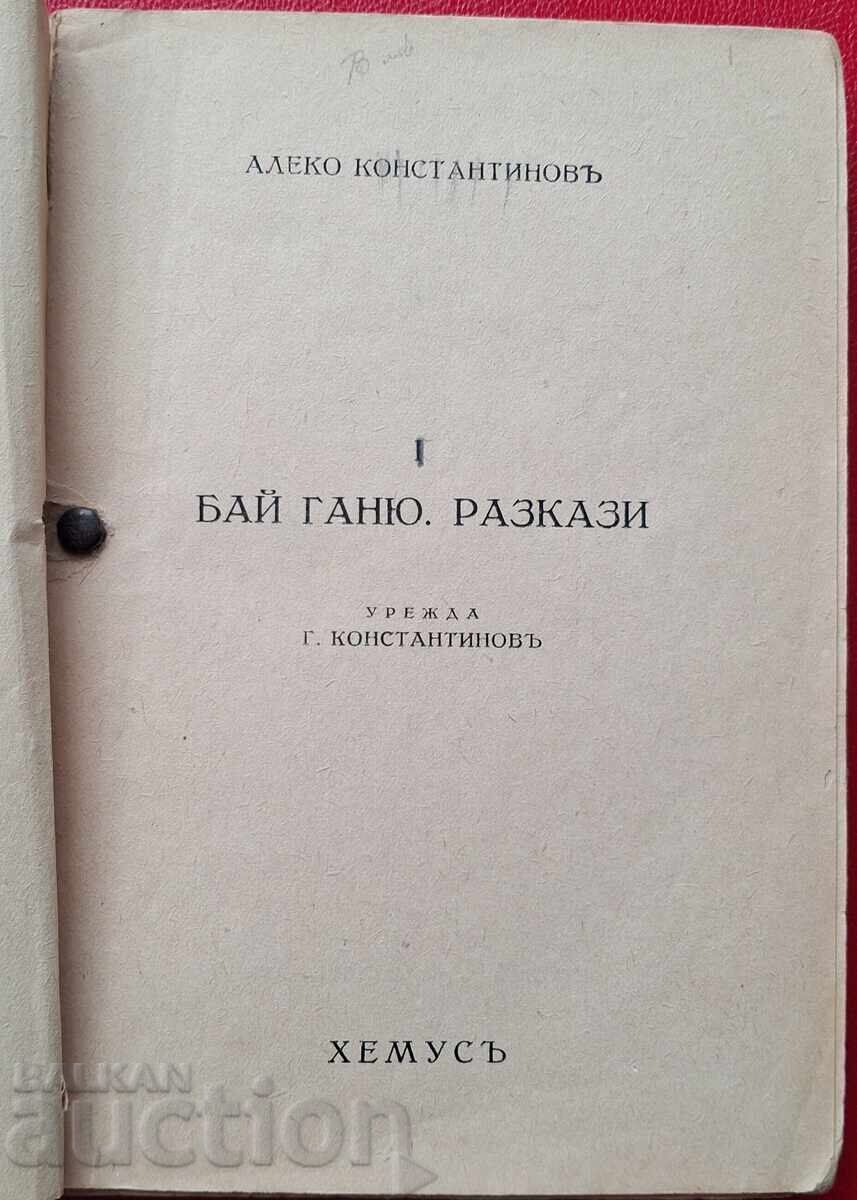 АЛЕКО КОНСТАНТИНОВЪ
I
БАЙ ГАНЮ. РАЗКАЗИ
УРЕЖДА
Г. КОНСТАНТИНОВЪ
ХЕМУСЪ
BALKAN
auction